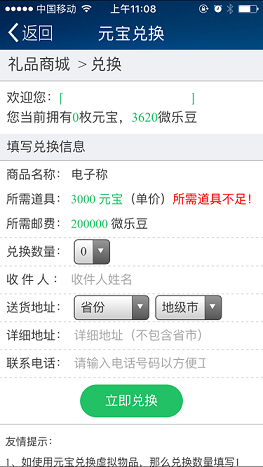 中国移动 上午11:08
返回 元宝兑换
礼品商城 >兑换
欢迎您：[ ]
您当前拥有0枚元宝，3620微乐豆
填写兑换信息
商品名称： 电子称
所需道具： 3000 元宝（单价）所需道具不足！
所需邮费： 200000 微乐豆
兑换数量： 0
收 件 人 ： 收件人姓名
送货地址： 省份 地级市
详细地址： 详细地址（不包含省市）
联系电话： 请输入电话号码以方便工
立即兑换
友情提示：
1、如使用元宝兑换虚拟物品，那么兑换数量填写1